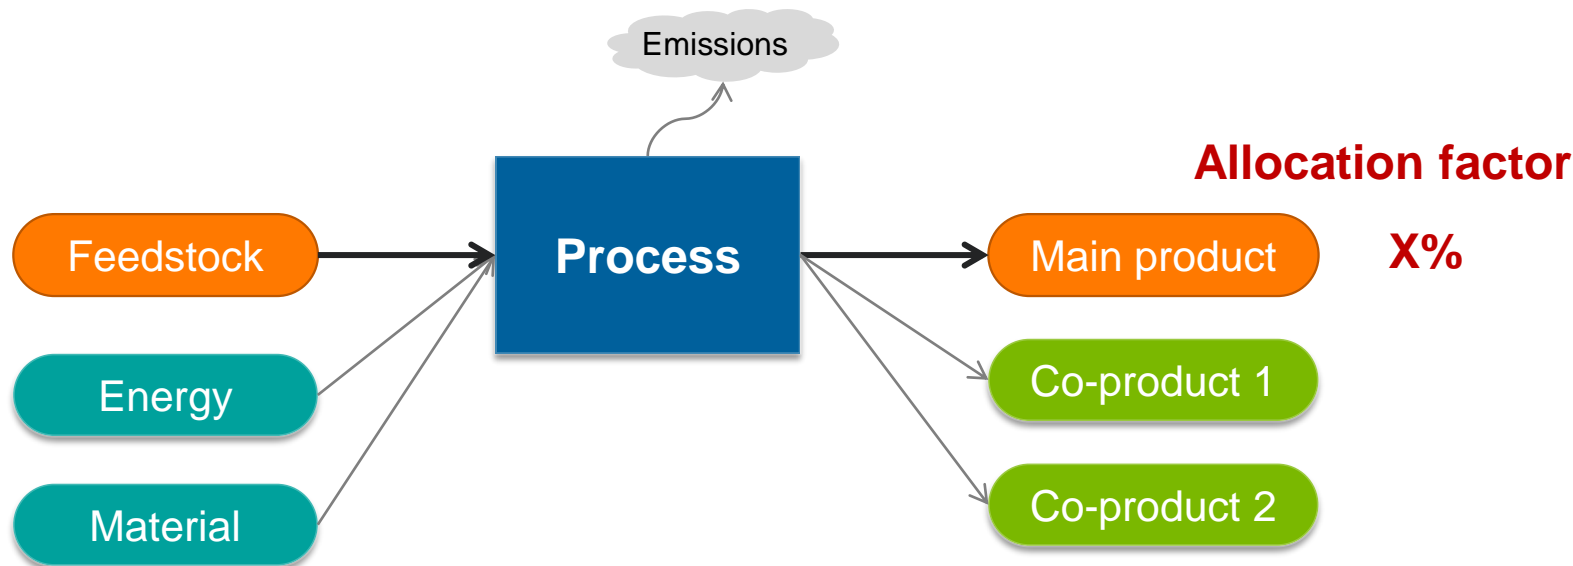 Emissions
Allocation factor
Feedstock
Process
Main product
X%
Energy
Co-product 1
Material
Co-product 2